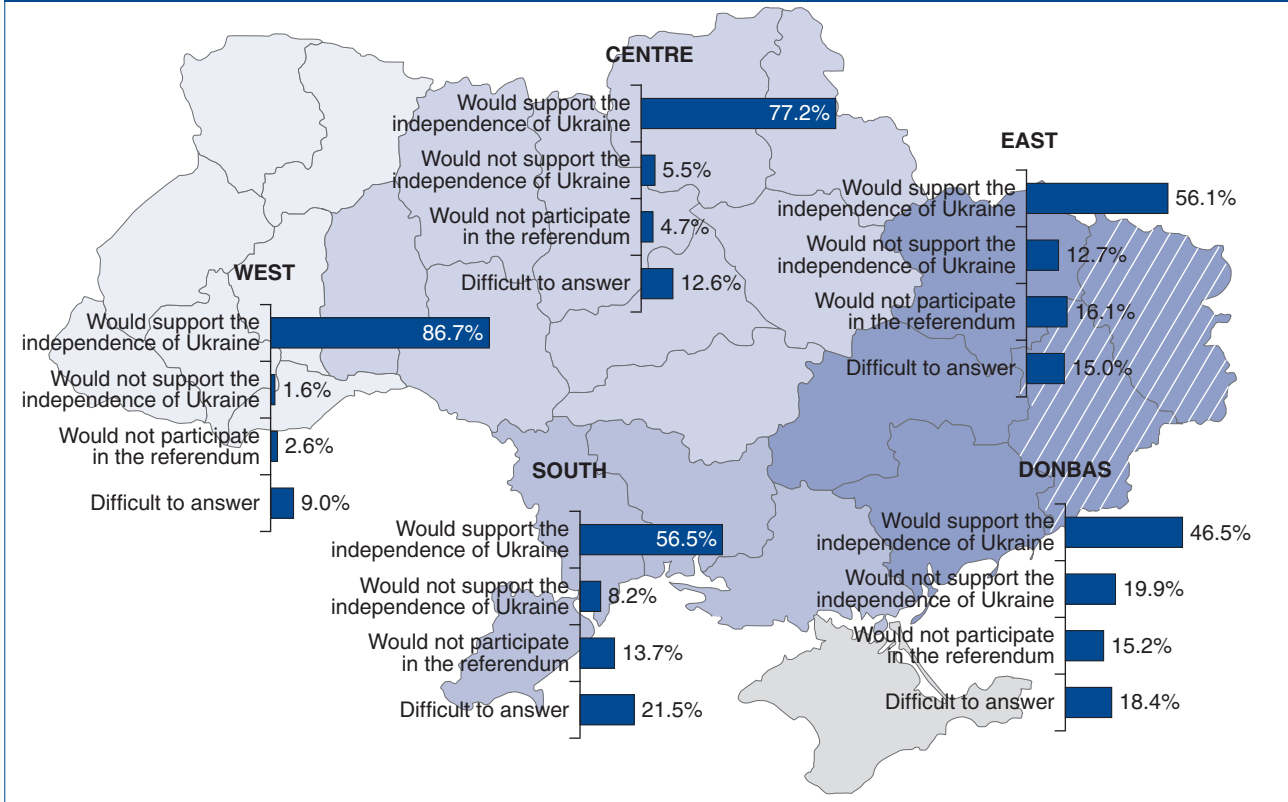 CENTRE
Would support the
independence of Ukraine
77.2%
Would not support the
independence of Ukraine
5.5%
Would not participate
in the referendum
4.7%
Difficult to answer
12.6%
EAST
Would support the
independence of Ukraine
56.1%
Would not support the
independence of Ukraine
12.7%
Would not participate
in the referendum
16.1%
Difficult to answer
15.0%
WEST
Would support the
independence of Ukraine
86.7%
Would not support the
independence of Ukraine
1.6%
Would not participate
in the referendum
2.6%
Difficult to answer
9.0%
SOUTH
Would support the
independence of Ukraine
56.5%
Would not support the
independence of Ukraine
8.2%
Would not participate
in the referendum
13.7%
Difficult to answer
21.5%
DONBAS
Would support the
independence of Ukraine
46.5%
Would not support the
independence of Ukraine
19.9%
Would not participate
in the referendum
15.2%
Difficult to answer
18.4%